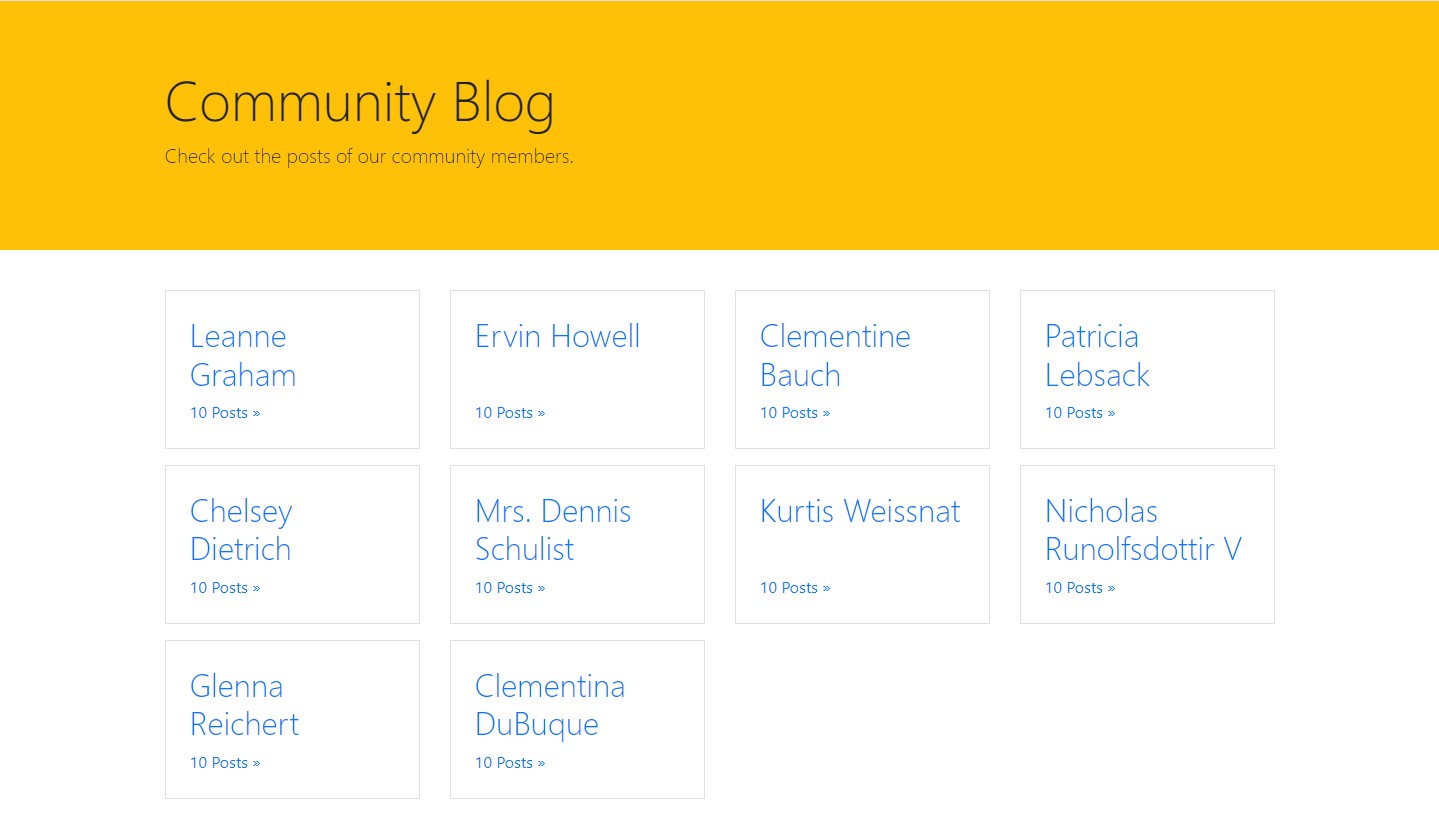 Community Blog
Check out the posts of our community members.
Leanne
Graham
10 Posts »
Ervin Howell
10 Posts »
Clementine
Bauch
10 Posts »
Patricia
Lebsack
10 Posts »
Chelsey
Dietrich
10 Posts »
Mrs. Dennis
Schulist
10 Posts »
Kurtis Weissnat
10 Posts »
Nicholas
Runolfsdottir V
10 Posts »
Glenna
Reichert
10 Posts »
Clementina
DuBuque
10 Posts »